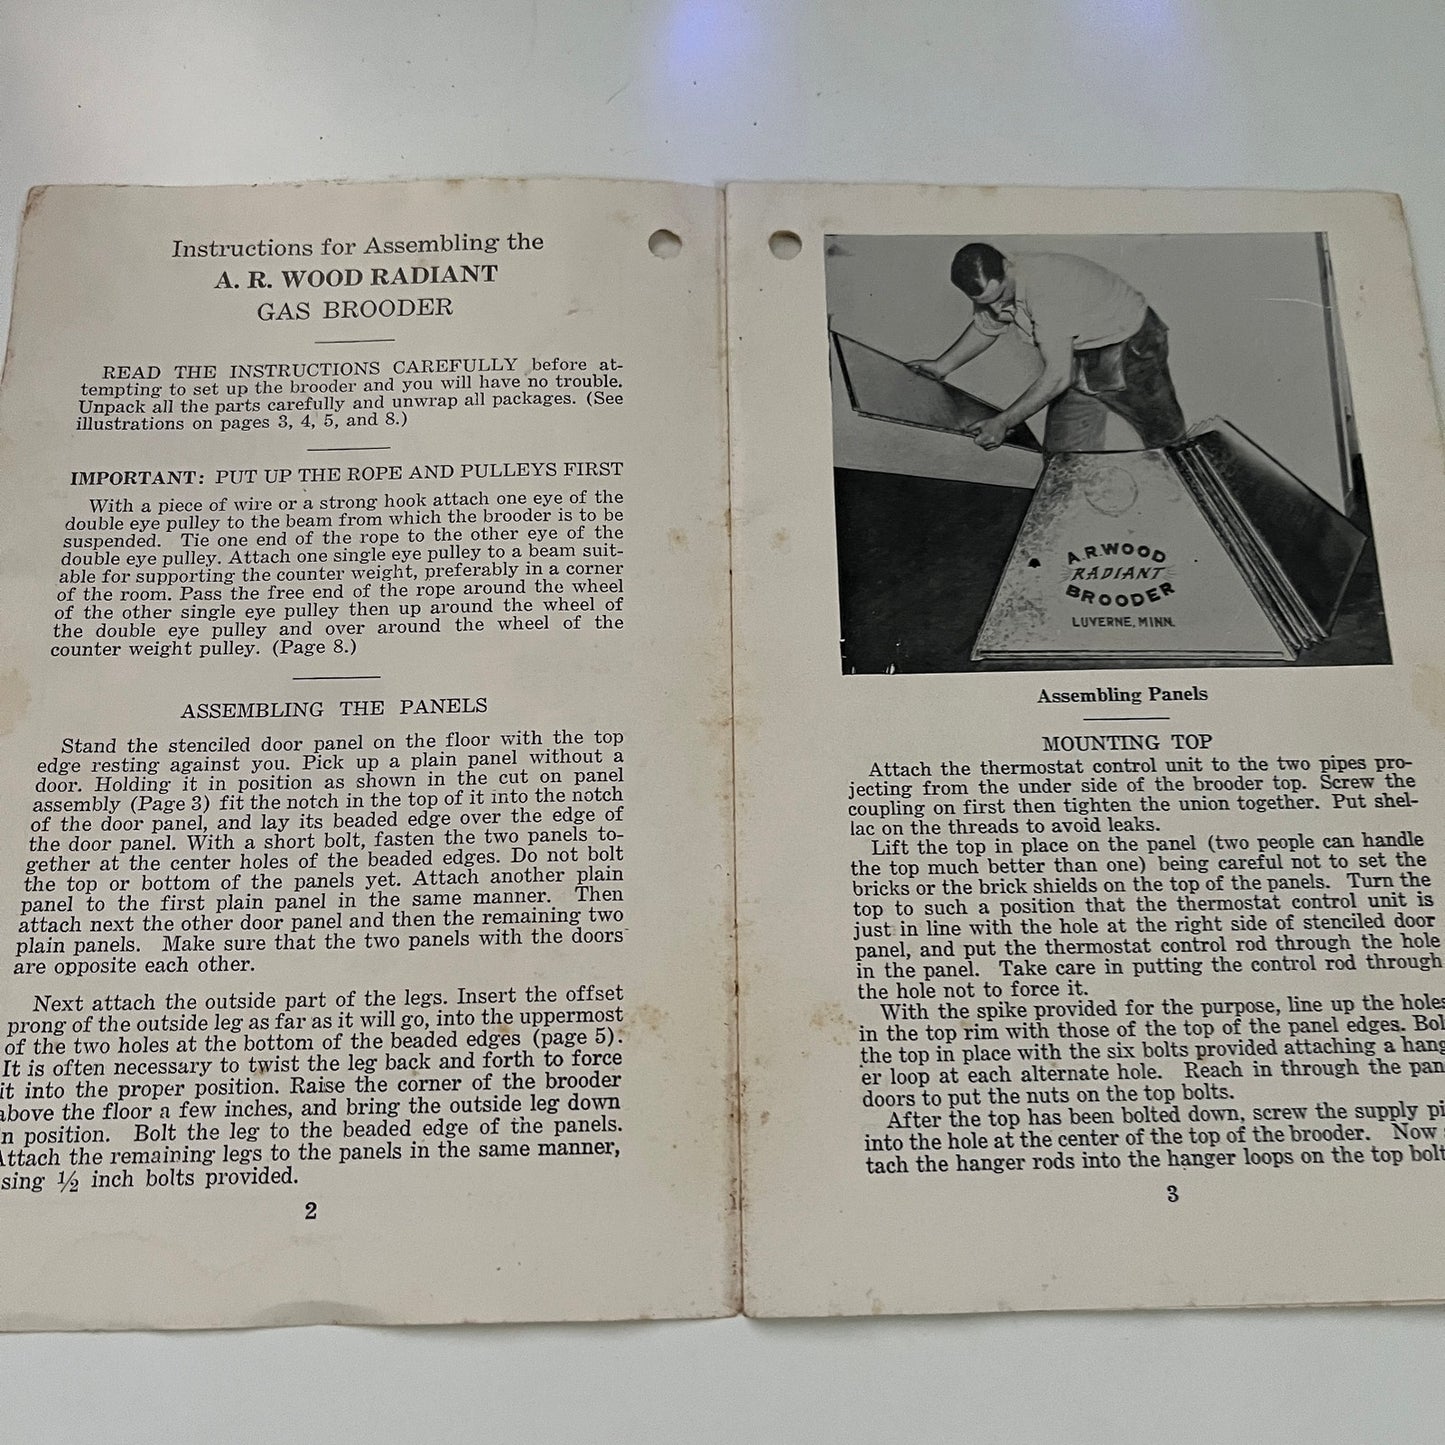 Instructions for Assembling the
A. R. WOOD RADIANT
GAS BROODER
READ THE INSTRUCTIONS CAREFULLY before at-
tempting to set up the brooder and you will have no trouble.
Unpack all the parts carefully and unwrap all packages. (See
illustrations on pages 3, 4, 5, and 8.)
IMPORTANT: PUT UP THE ROPE AND PULLEYS FIRST
With a piece of wire or a strong hook attach one eye of the
double eye pulley to the beam from which the brooder is to be
suspended. Tie one end of the rope to the other eye of the
double eye pulley. Attach one single eye pulley to a beam suit-
able for supporting the counter weight, preferably in a corner
of the room. Pass the free end of the rope around the wheel
of the other single eye pulley then up around the wheel of
the double eye pulley and over around the wheel of the
counter weight pulley. (Page 8.)
ASSEMBLING THE PANELS
Stand the stenciled door panel on the floor with the top
edge resting against you. Pick up a plain panel without a
door. Holding it in position as shown in the cut on panel
assembly (Page 3) fit the notch in the top of it into the notch
of the door panel, and lay its beaded edge over the edge of
the door panel. With a short bolt, fasten the two panels to-
gether at the center holes of the beaded edges. Do not bolt
the top or bottom of the panels yet. Attach another plain
panel to the first plain panel in the same manner. Then
attach next the other door panel and then the remaining two
plain panels. Make sure that the two panels with the doors
are opposite each other.
Next attach the outside part of the legs. Insert the offset
prong of the outside leg as far as it will go, into the uppermost
of the two holes at the bottom of the beaded edges (page 5).
It is often necessary to twist the leg back and forth to force
it into the proper position. Raise the corner of the brooder
above the floor a few inches, and bring the outside leg down
n position. Bolt the leg to the beaded edge of the panels.
Attach the remaining legs to the panels in the same manner,
sing ½ inch bolts provided.
2
A.R.WOOD
RADIANT
BROODER
LUVERNE, MINN.
Assembling Panels
MOUNTING TOP
Attach the thermostat control unit to the two pipes pro-
jecting from the under side of the brooder top. Screw the
coupling on first then tighten the union together. Put shel-
lac on the threads to avoid leaks.
Lift the top in place on the panel (two people can handle
the top much better than one) being careful not to set the
bricks or the brick shields on the top of the panels. Turn the
top to such a position that the thermostat control unit is
just in line with the hole at the right side of stenciled door
panel, and put the thermostat control rod through the hole
in the panel. Take care in putting the control rod through
the hole not to force it.
With the spike provided for the purpose, line up the holes
in the top rim with those of the top of the panel edges. Bol
the top in place with the six bolts provided attaching a hang
er loop at each alternate hole. Reach in through the pan
doors to put the nuts on the top bolts.
After the top has been bolted down, screw the supply pi
into the hole at the center of the top of the brooder. Now
tach the hanger rods into the hanger loops on the top bolt
3